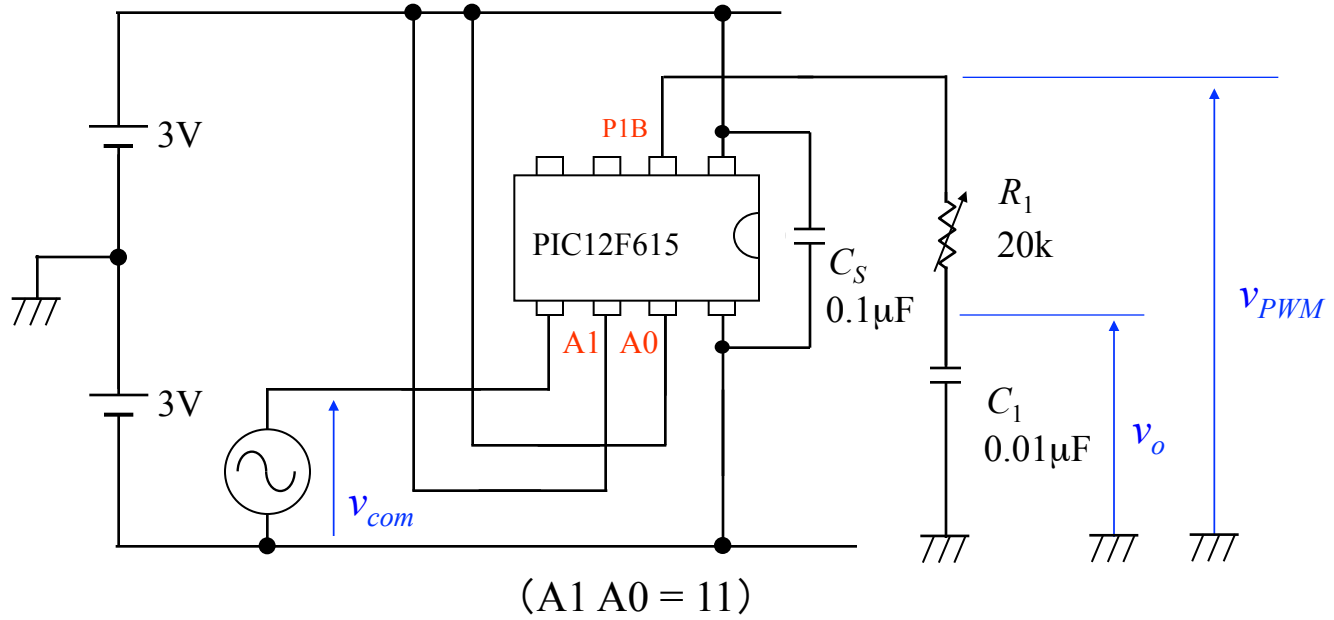 3V
P1B
PIC12F615
R1
20k
CS
0.1μF
vPWM
A1 A0
3V
C1
0.01μF
vo
vcom
(A1 A0 = 11)